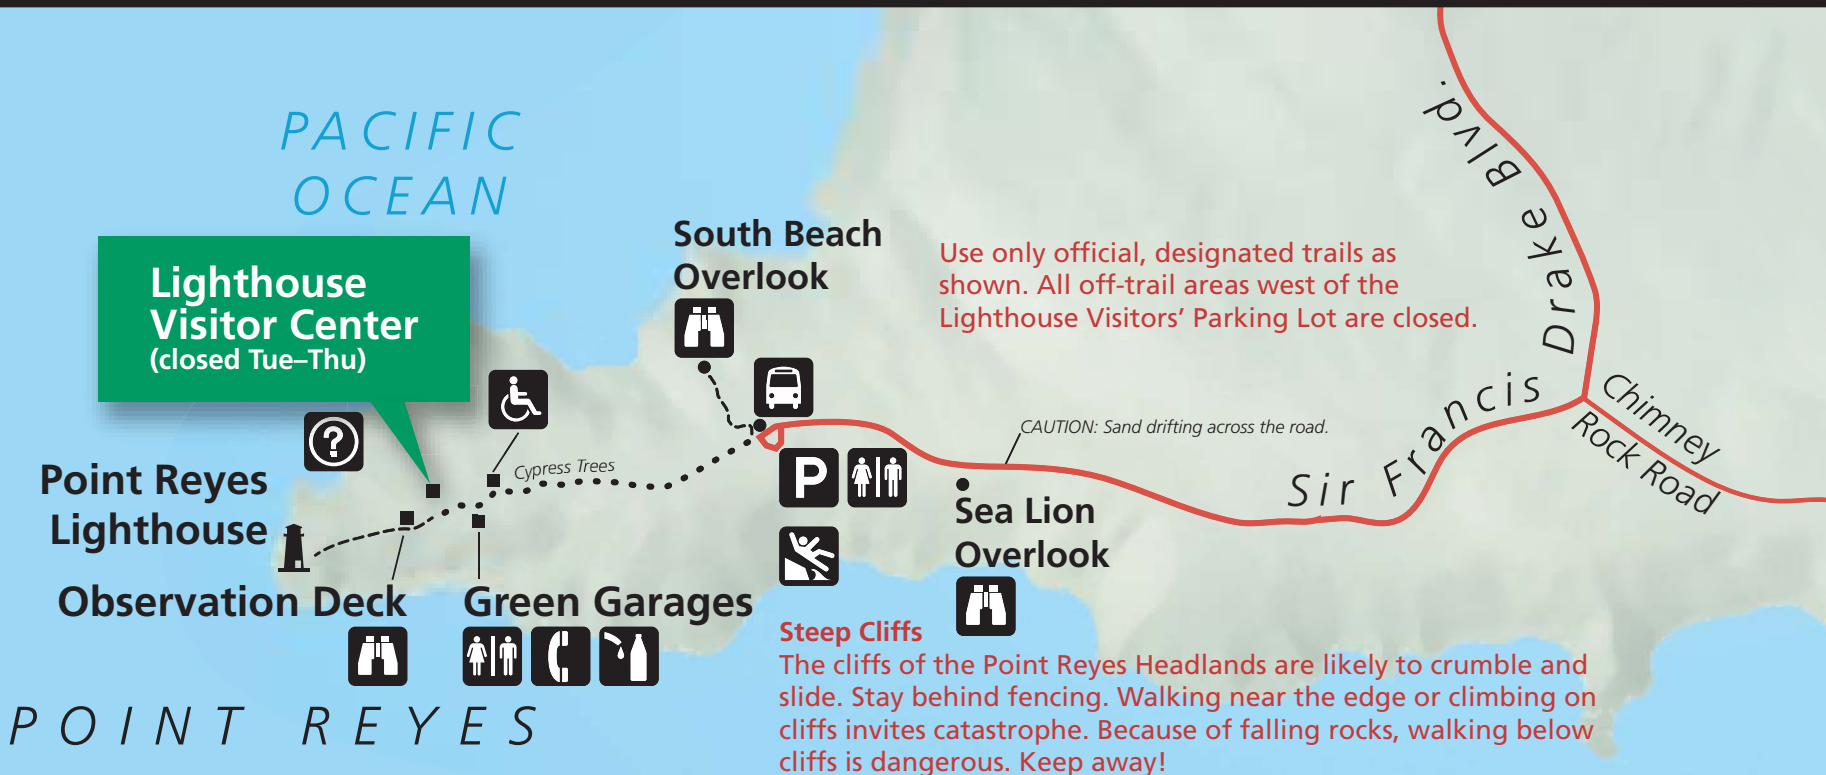 PACIFIC
OCEAN
Lighthouse
Visitor Center
(closed Tue–Thu)
South Beach
Overlook
Use only official, designated trails as
shown. All off-trail areas west of the
Lighthouse Visitors’ Parking Lot are closed.
Sir Francis Drake Blvd.
Chimney
Rock Road
CAUTION: Sand drifting across the road.
?
Cypress Trees
Point Reyes
Lighthouse
P
Sea Lion
Overlook
Observation Deck
Green Garages
Steep Cliffs
The cliffs of the Point Reyes Headlands are likely to crumble and
slide. Stay behind fencing. Walking near the edge or climbing on
cliffs invites catastrophe. Because of falling rocks, walking below
cliffs is dangerous. Keep away!
POINT REYES